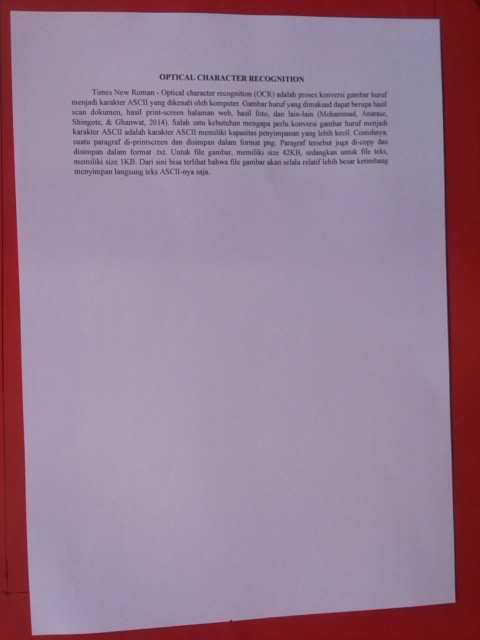 OPTICAL CHARACTER RECOGNITION
Times New Roman - Optical character recognition (OCR) adalah proses konversi gambar huruf
menjadi karakter ASCII yang dikenali oleh komputer. Gambar huruf yang dimaksud dapat berupa hasil
scan dokumen, hasil print-screen halaman web, hasil foto, dan lain-lain (Mohammad, Anarase,
Shingote, & Ghanwat, 2014). Salah satu kebutuhan mengapa perlu konversi gambar huruf menjadi
karakter ASCII adalah karakter ASCII memiliki kapasitas penyimpanan yang lebih kecil. Contohnya,
suatu paragraf di-printscreen dan disimpan dalam format png. Paragraf tersebut juga di-copy dan
disimpan dalam format .txt. Untuk file gambar, memiliki size 42KB, sedangkan untuk file teks,
memiliki size 1KB. Dari sini bisa terlihat bahwa file gambar akan selalu relatif lebih besar ketimbang
menyimpan langsung teks ASCII-nya saja.